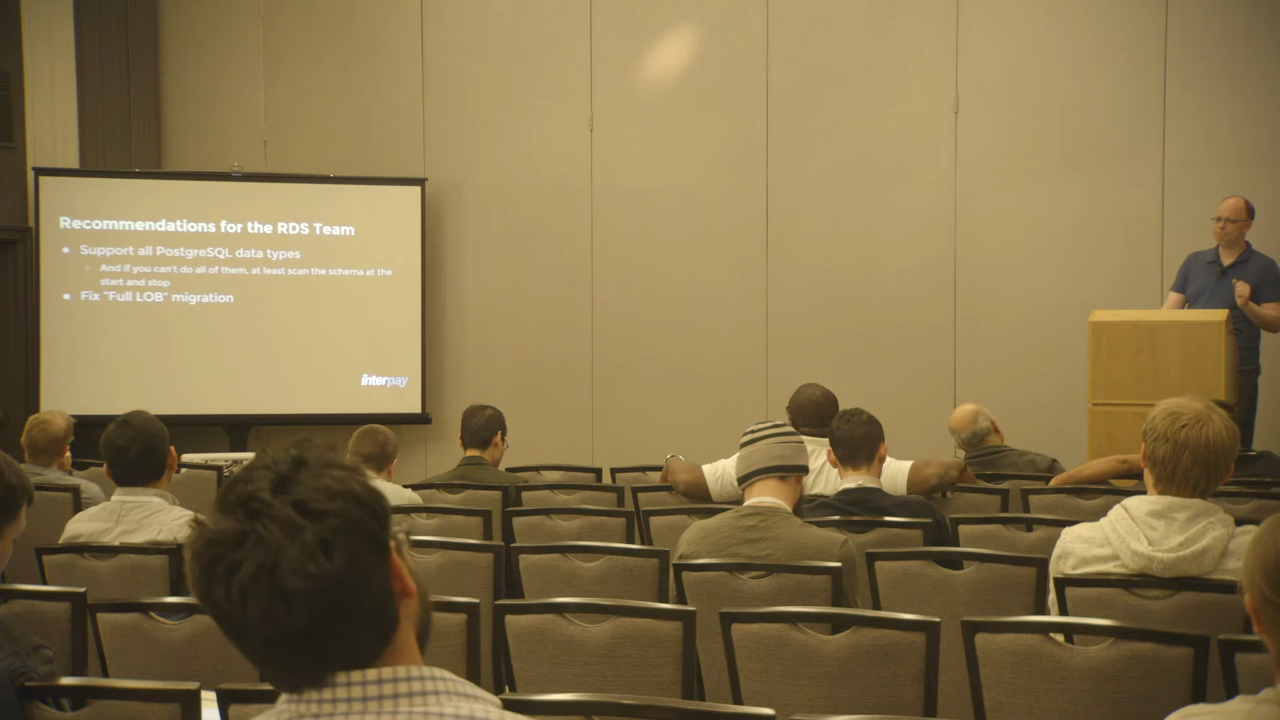 Recommendations for the RDS Team
• Support all PostgreSQL data types
◦ And if you can't do all of them, at least scan the schema at the
start and stop
• Fix "Full LOB" migration
interpay